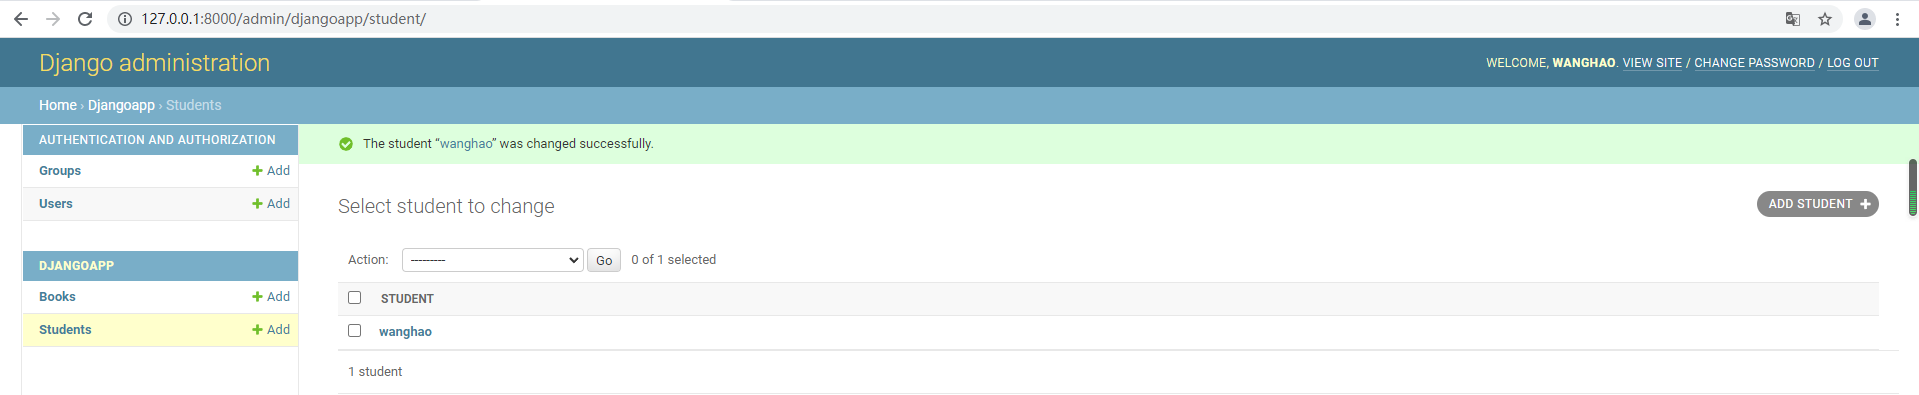 127.0.0.1:8000/admin/djangoapp/student/
Django administration
WELCOME, WANGHAO. VIEW SITE / CHANGE PASSWORD / LOG OUT
Home › Djangoapp › Students
AUTHENTICATION AND AUTHORIZATION
Groups + Add
Users + Add
DJANGOAPP
Books + Add
Students + Add
The student “wanghao” was changed successfully.
Select student to change
ADD STUDENT +
Action: --------- Go 0 of 1 selected
STUDENT
wanghao
1 student